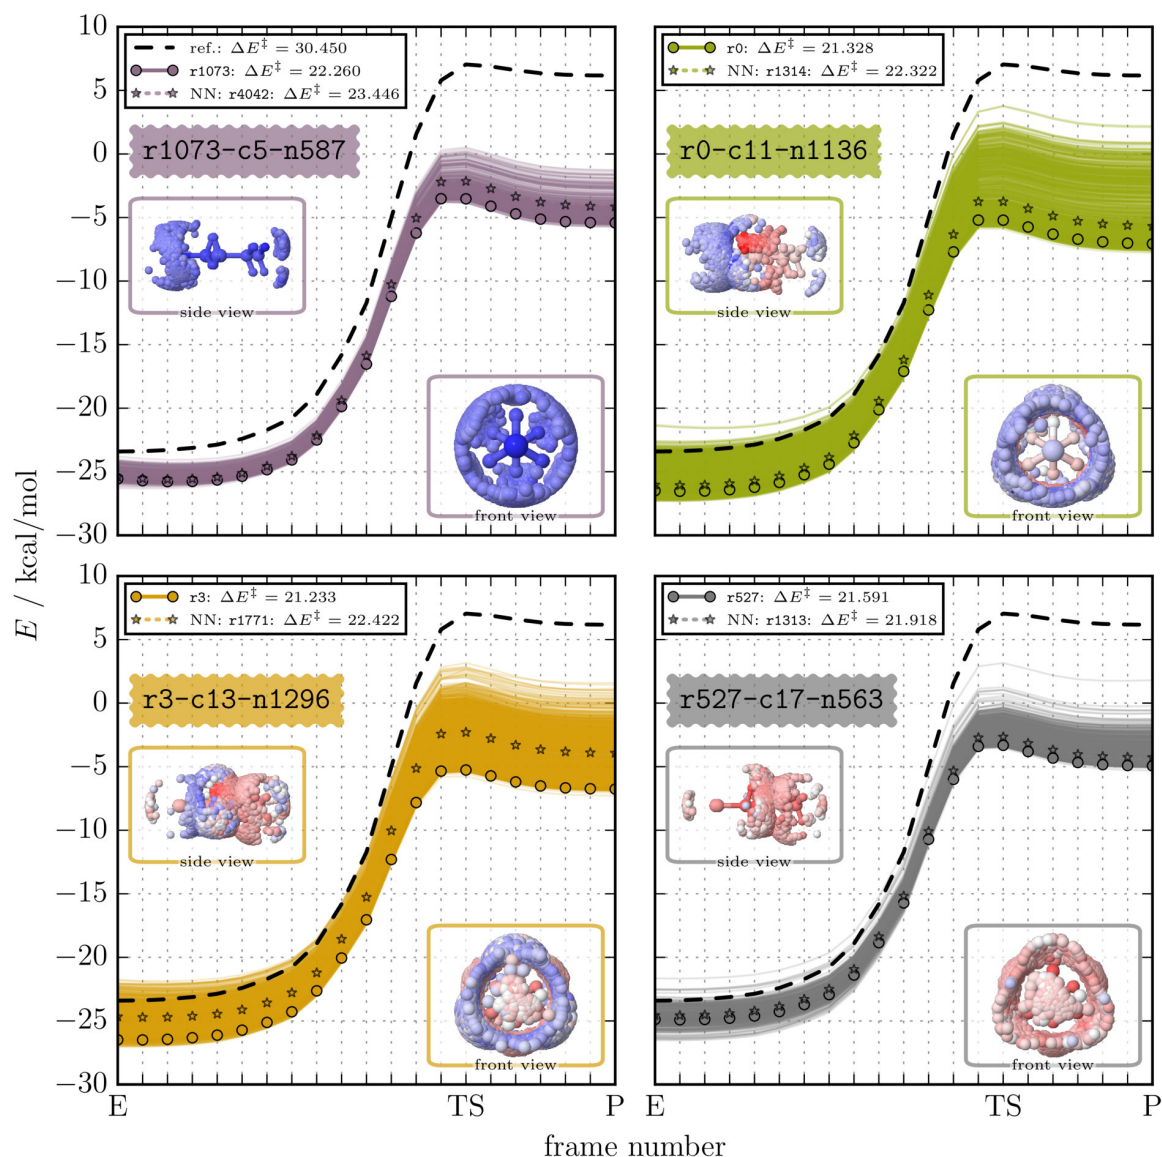 10
5
0
−5
−10
−15
−20
−25
−30
ref.: ΔE‡ = 30.450
r1073: ΔE‡ = 22.260
NN: r4042: ΔE‡ = 23.446
r1073-c5-n587
side view
front view
r0: ΔE‡ = 21.328
NN: r1314: ΔE‡ = 22.322
r0-c11-n1136
side view
front view
E / kcal/mol
10
5
0
−5
−10
−15
−20
−25
−30
r3: ΔE‡ = 21.233
NN: r1771: ΔE‡ = 22.422
r3-c13-n1296
side view
front view
r527: ΔE‡ = 21.591
NN: r1313: ΔE‡ = 21.918
r527-c17-n563
side view
front view
E TS P E TS P
frame number